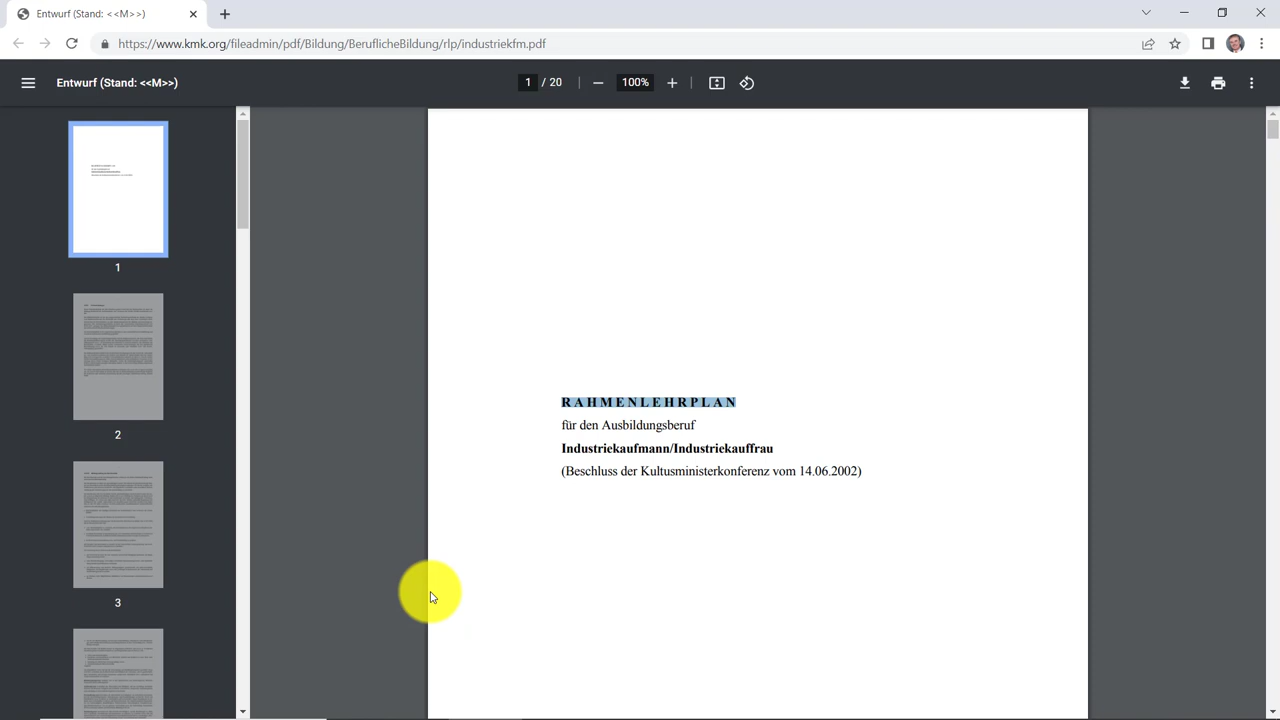 Entwurf (Stand: <<M>>)
https://www.kmk.org/fileadmin/pdf/Bildung/BeruflicheBildung/rlp/industriekfm.pdf
Entwurf (Stand: <<M>>)
1 / 20
100%
1
2
3
RAHMENLEHRPLAN
für den Ausbildungsberuf
Industriekaufmann/Industriekauffrau
(Beschluss der Kultusministerkonferenz vom 14.06.2002)